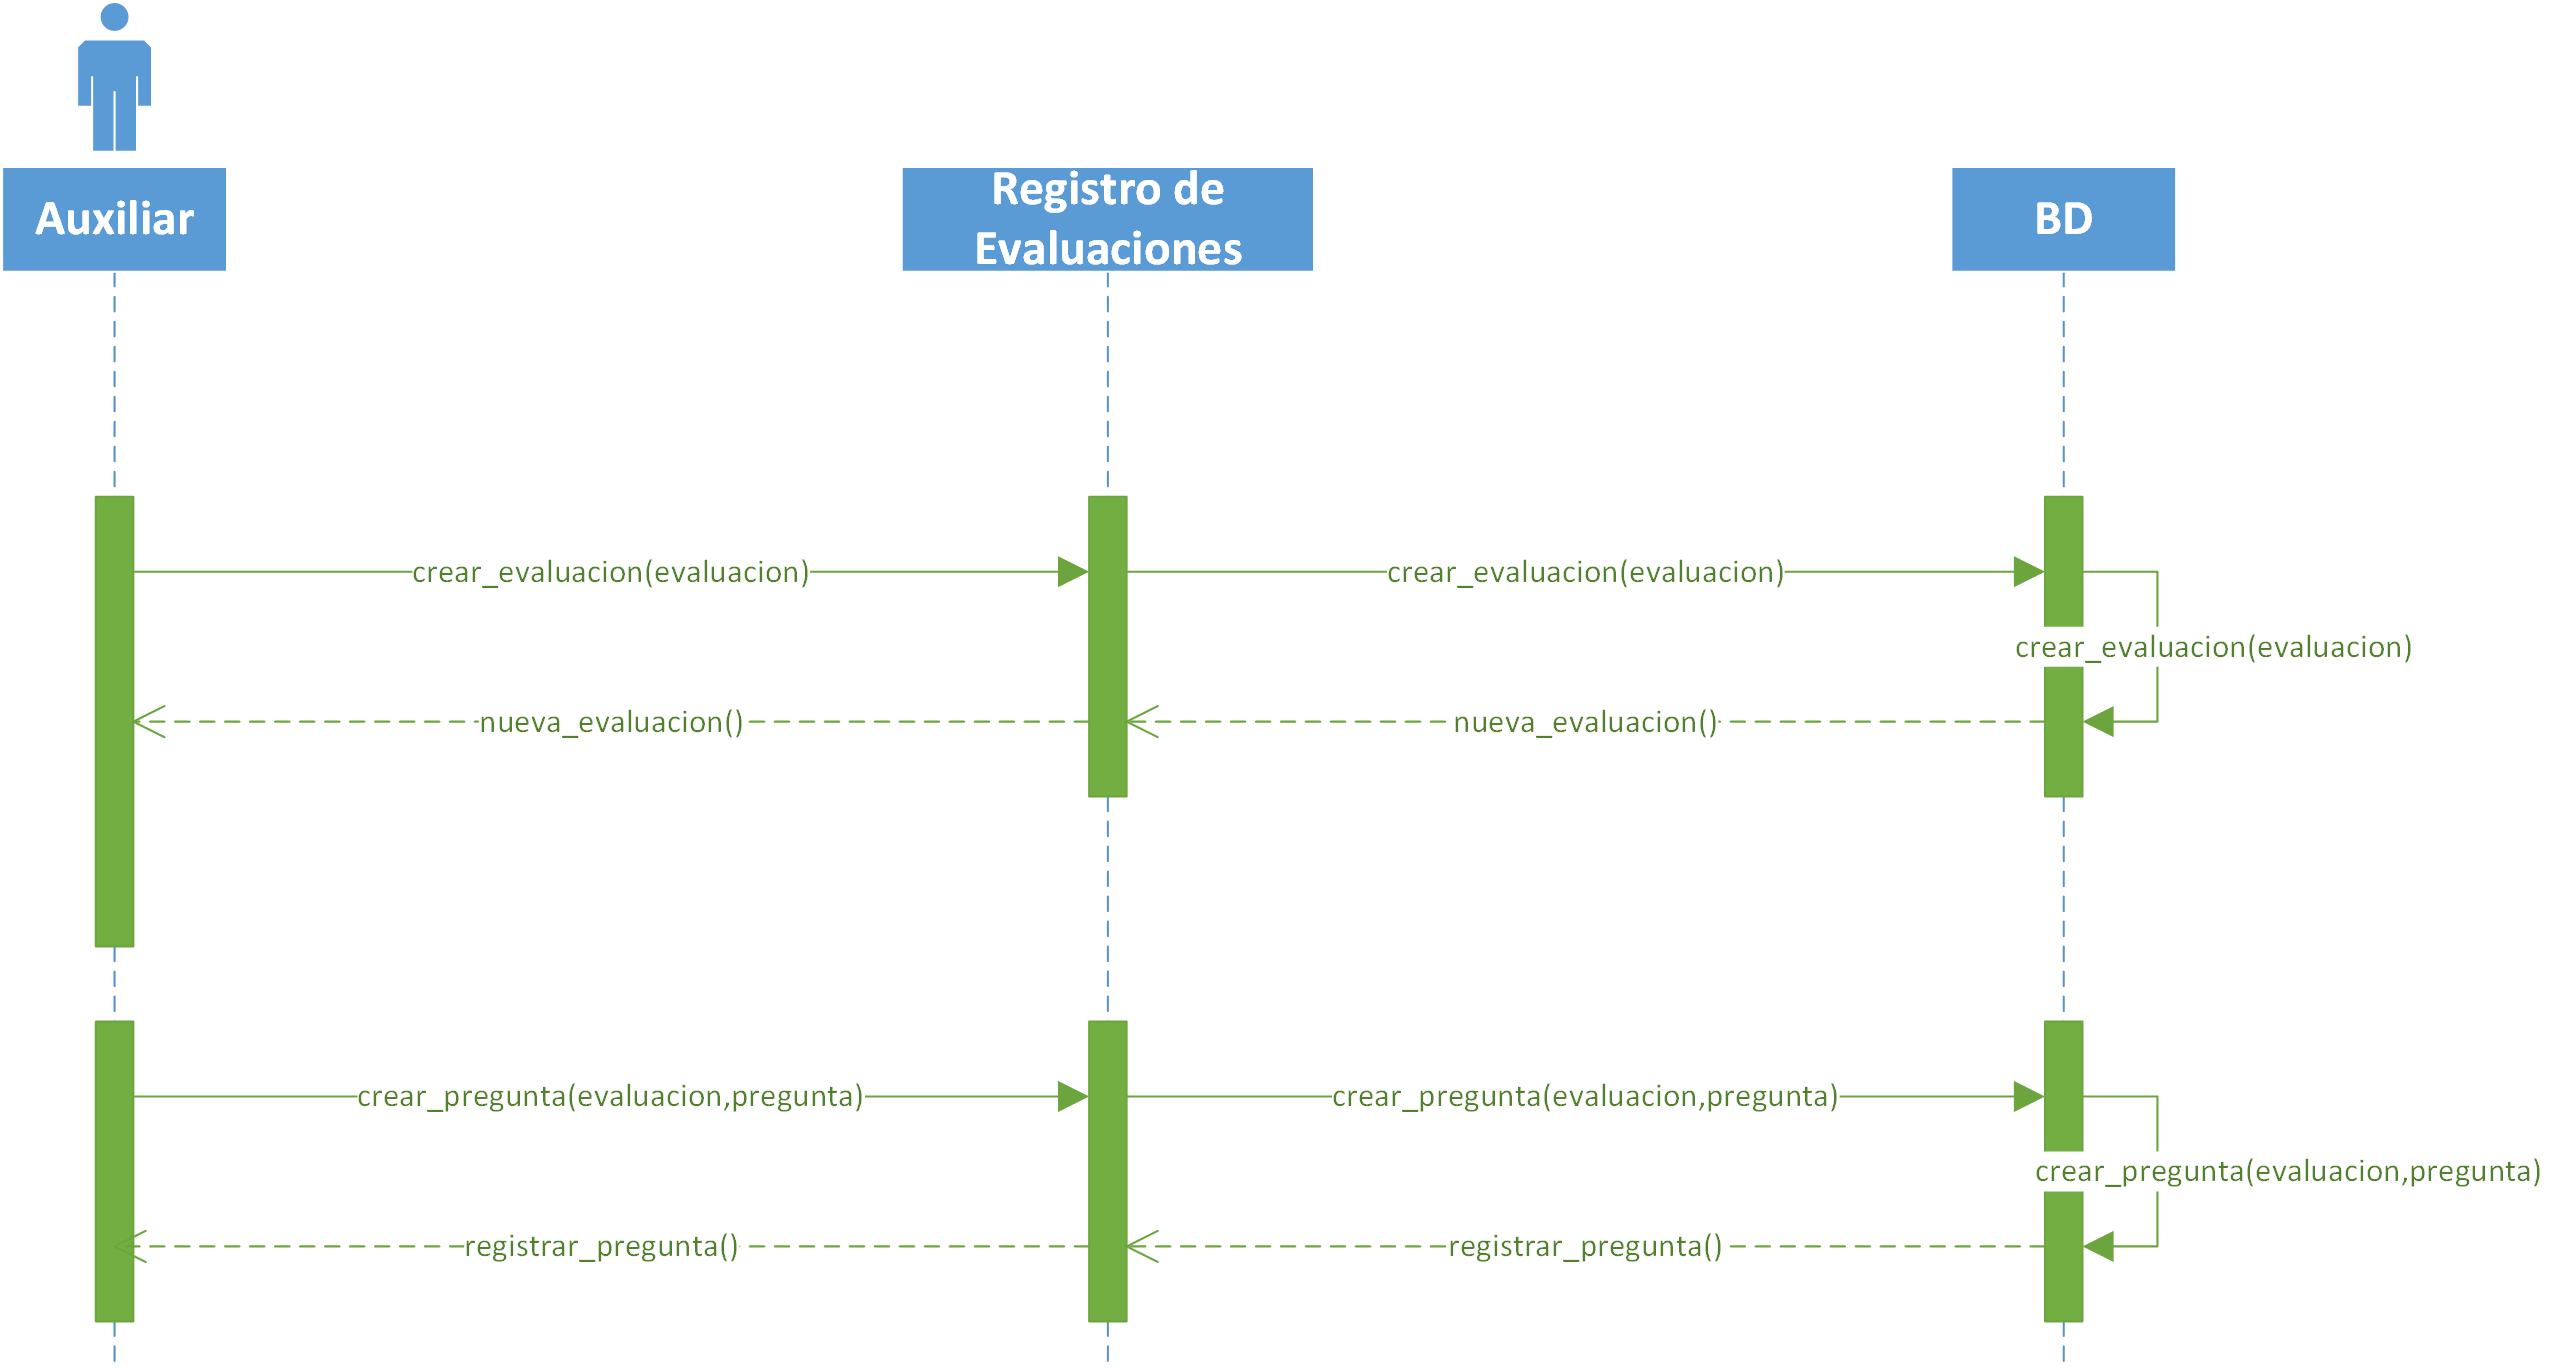 Auxiliar
Registro de
Evaluaciones
BD
crear_evaluacion(evaluacion)
crear_evaluacion(evaluacion)
crear_evaluacion(evaluacion)
nueva_evaluacion()
nueva_evaluacion()
crear_pregunta(evaluacion,pregunta)
crear_pregunta(evaluacion,pregunta)
crear_pregunta(evaluacion,pregunta)
registrar_pregunta()
registrar_pregunta()